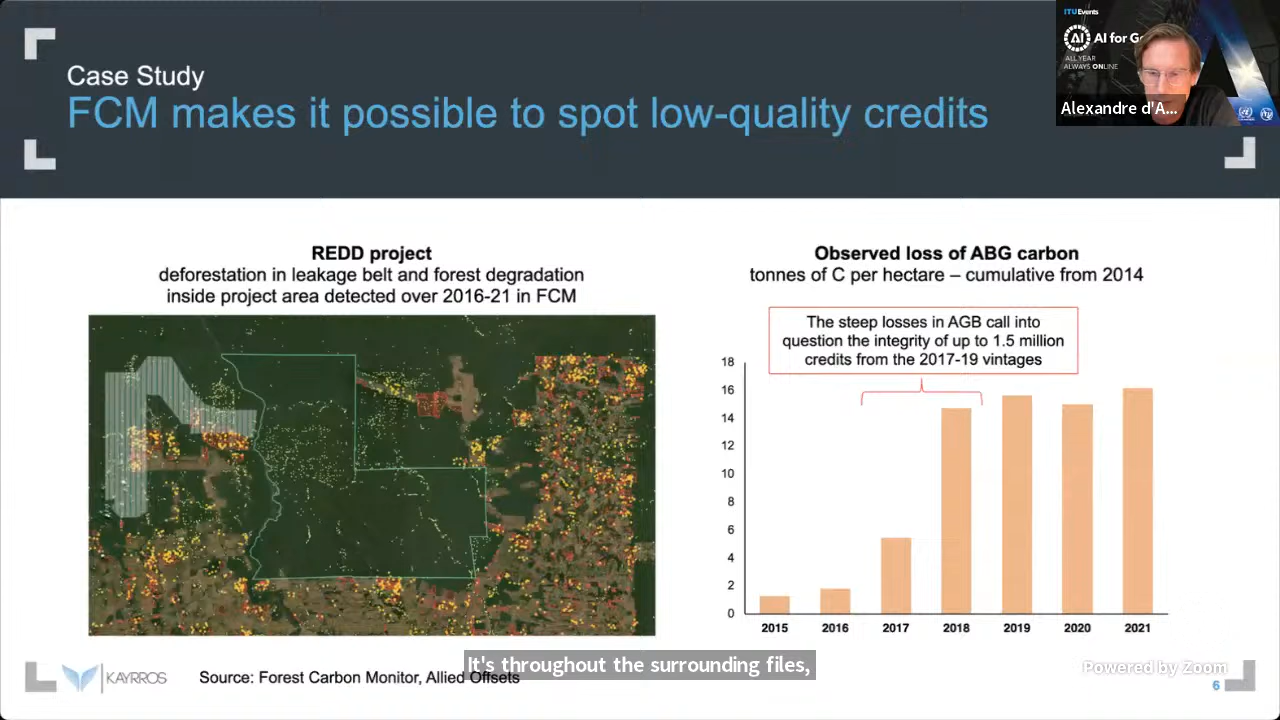 Case Study
FCM makes it possible to spot low-quality credits
ITUEvents
AI
AI for Go
ALL YEAR
ALWAYS ONLINE
Alexandre d'A...
REDD project
deforestation in leakage belt and forest degradation
inside project area detected over 2016-21 in FCM
Observed loss of ABG carbon
tonnes of C per hectare – cumulative from 2014
The steep losses in AGB call into
question the integrity of up to 1.5 million
credits from the 2017-19 vintages
18
16
14
12
10
8
6
4
2
0
2015 2016 2017 2018 2019 2020 2021
It's throughout the surrounding files,
KAYRROS
Source: Forest Carbon Monitor, Allied Offsets
Powered by Zoom
6